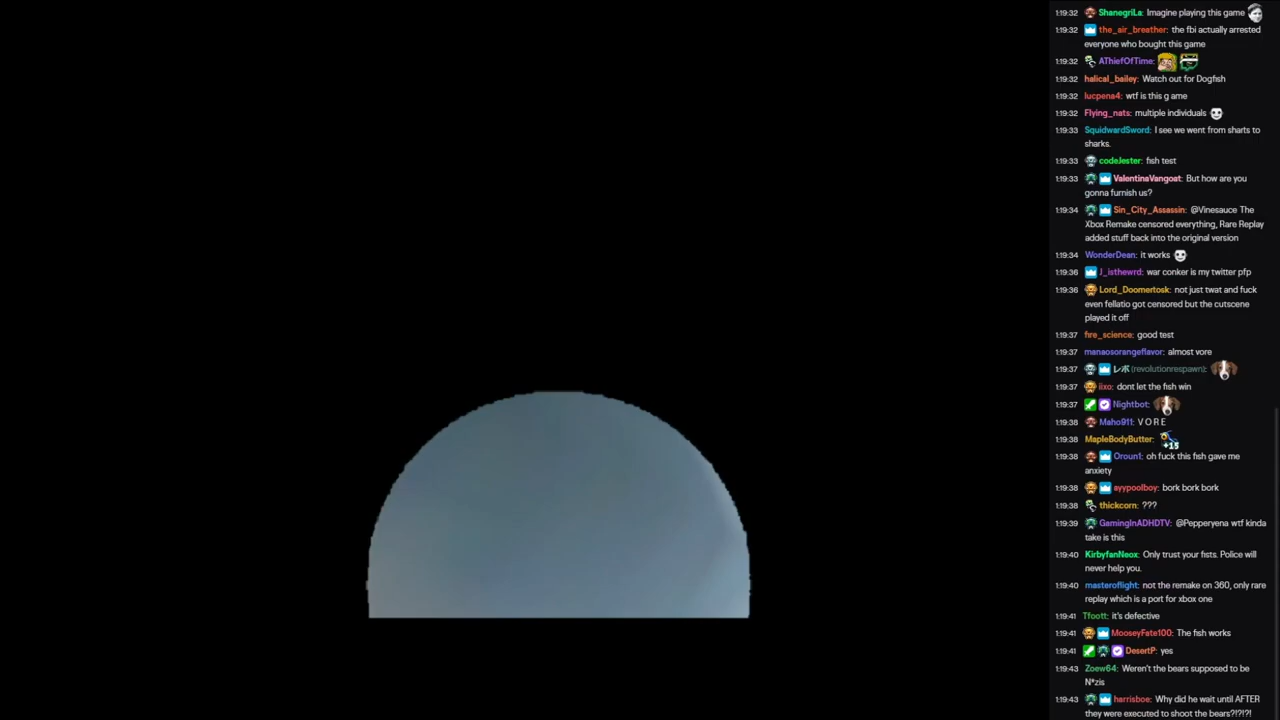 1:19:32 ShanegriLa: Imagine playing this game
1:19:32 the_air_breather: the fbi actually arrested
everyone who bought this game
1:19:32 AThiefOfTime:
1:19:32 halical_bailey: Watch out for Dogfish
1:19:32 lucpena4: wtf is this g ame
1:19:32 Flying_nats: multiple individuals
1:19:33 SquidwardSword: I see we went from sharts to
sharks.
1:19:33 codeJester: fish test
1:19:33 ValentinaVangoat: But how are you
gonna furnish us?
1:19:34 Sin_City_Assassin: @Vinesauce The
Xbox Remake censored everything, Rare Replay
added stuff back into the original version
1:19:34 WonderDean: it works
1:19:36 J_isthewrd: war conker is my twitter pfp
1:19:36 Lord_Doomertosk: not just twat and fuck
even fellatio got censored but the cutscene
played it off
1:19:37 fire_science: good test
1:19:37 manaosorangeflavor: almost vore
1:19:37 レボ (revolutionrespawn):
1:19:37 iixo: dont let the fish win
1:19:37 Nightbot:
1:19:38 Maho911: V O R E
1:19:38 MapleBodyButter: +15
1:19:38 Oroun1: oh fuck this fish gave me
anxiety
1:19:38 ayypoolboy: bork bork bork
1:19:38 thickcorn: ???
1:19:39 GamingInADHDTV: @Pepperyena wtf kinda
take is this
1:19:40 KirbyfanNeox: Only trust your fists. Police will
never help you.
1:19:40 masteroflight: not the remake on 360, only rare
replay which is a port for xbox one
1:19:41 Tfoott: it's defective
1:19:41 MooseyFate100: The fish works
1:19:41 DesertP: yes
1:19:43 Zoew64: Weren't the bears supposed to be
N*zis
1:19:43 harrisboe: Why did he wait until AFTER
they were executed to shoot the bears?!?!?!